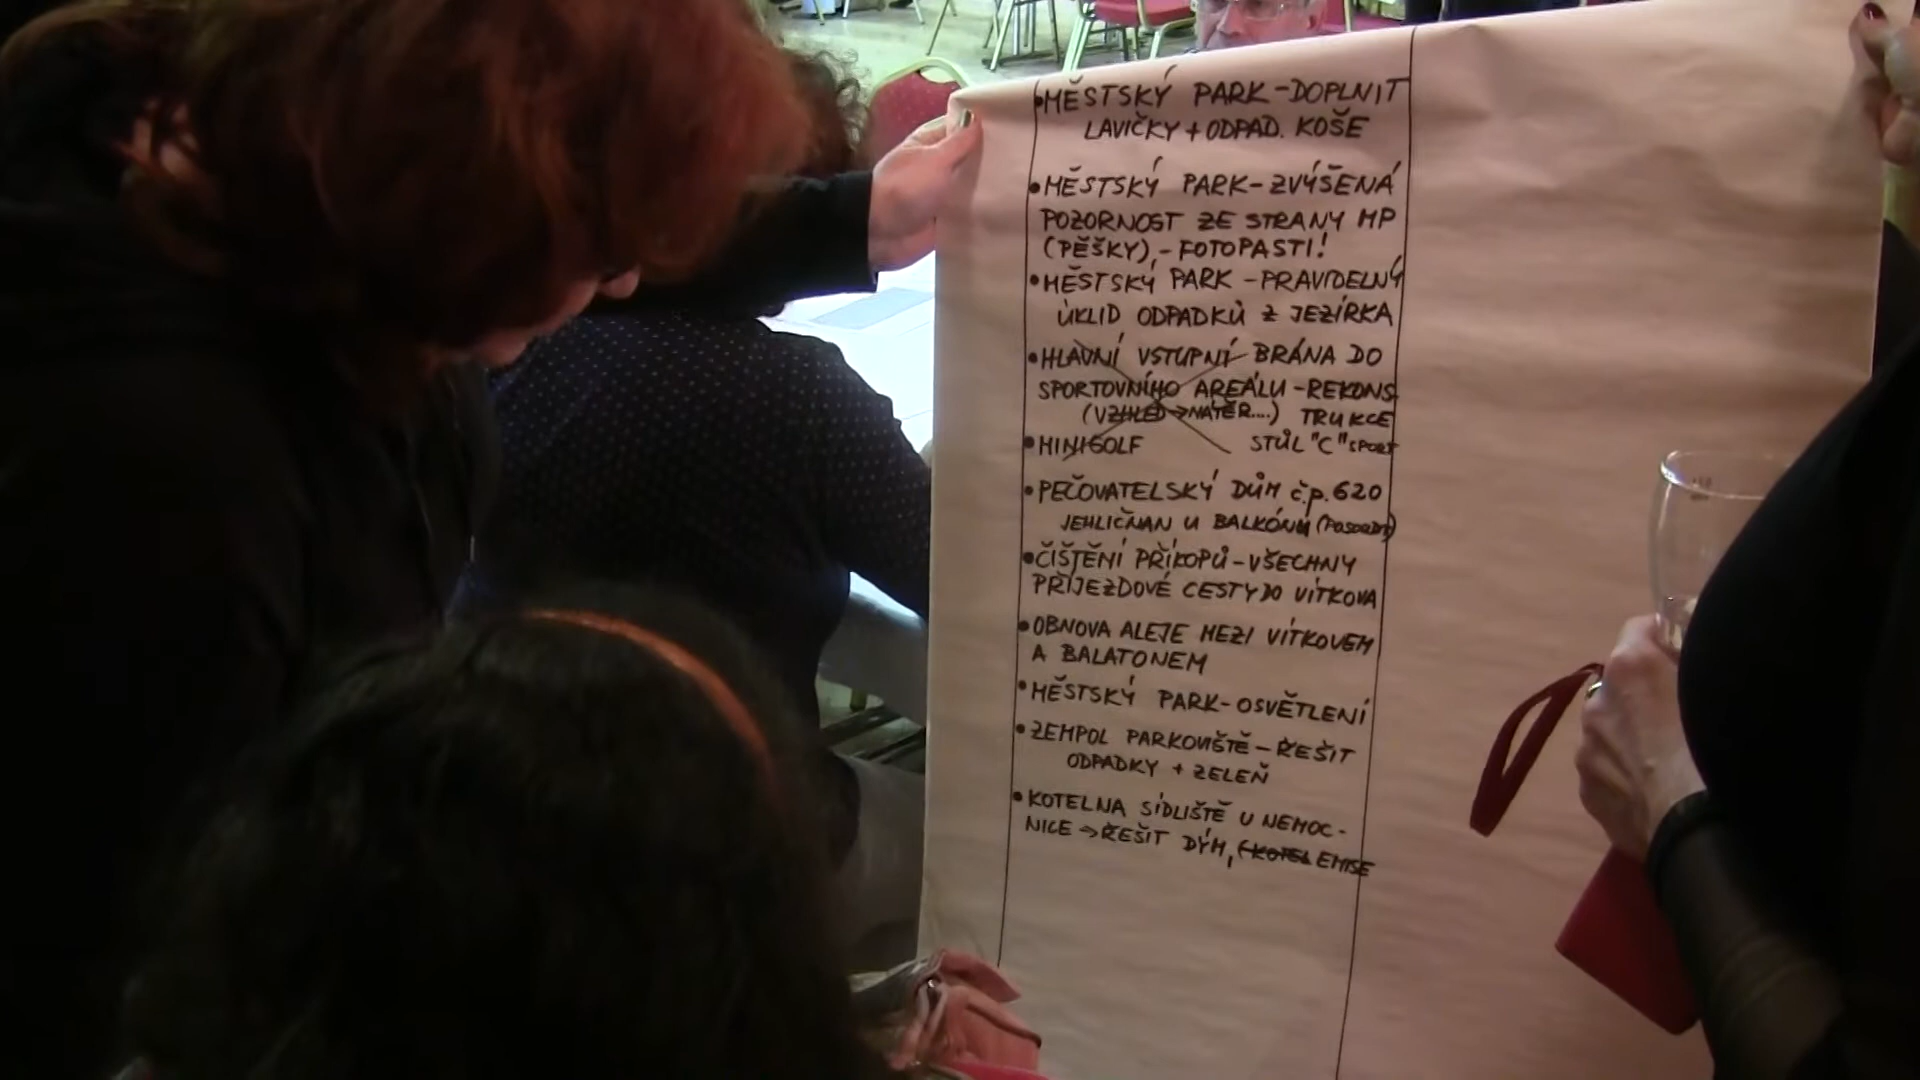 •MĚSTSKÝ PARK-DOPLNIT
LAVIČKY + ODPAD. KOŠE
•MĚSTSKÝ PARK-ZVÝŠENÁ
POZORNOST ZE STRANY MP
(PĚŠKY),-FOTOPASTI!
•MĚSTSKÝ PARK-PRAVIDELNÝ
ÚKLID ODPADKŮ Z JEZÍRKA
•HLAVNÍ VSTUPNÍ BRÁNA DO
SPORTOVNÍHO AREÁLU-REKONS
(VZHLED→NÁTĚR....) TRUKCE
•MINIGOLF STŮL "C" SPORT
•PEČOVATELSKÝ DŮM č.p.620
JEHLIČNAN U BALKÓNU
•ČIŠTĚNÍ PŘÍKOPŮ-VŠECHNY
PŘÍJEZDOVÉ CESTY DO VÍTKOVA
•OBNOVA ALEJE MEZI VÍTKOVEM
A BALATONEM
•MĚSTSKÝ PARK-OSVĚTLENÍ
•ZEMPOL PARKOVIŠTĚ-ŘEŠIT
ODPADKY + ZELEŇ
•KOTELNA SÍDLIŠTĚ U NEMOC-
NICE→ŘEŠIT DÝM, (KOTEL EMISE